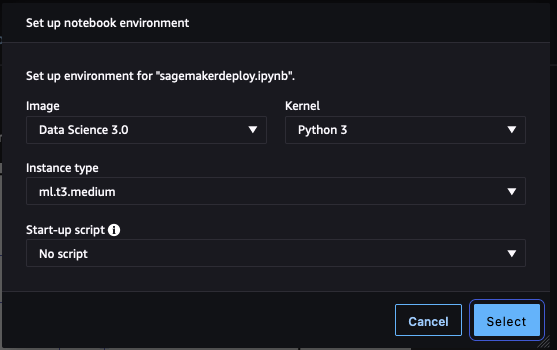 Set up notebook environment
Set up environment for "sagemakerdeploy.ipynb".
Image
Kernel
Data Science 3.0
Python 3
Instance type
ml.t3.medium
Start-up script
No script
Cancel
Select